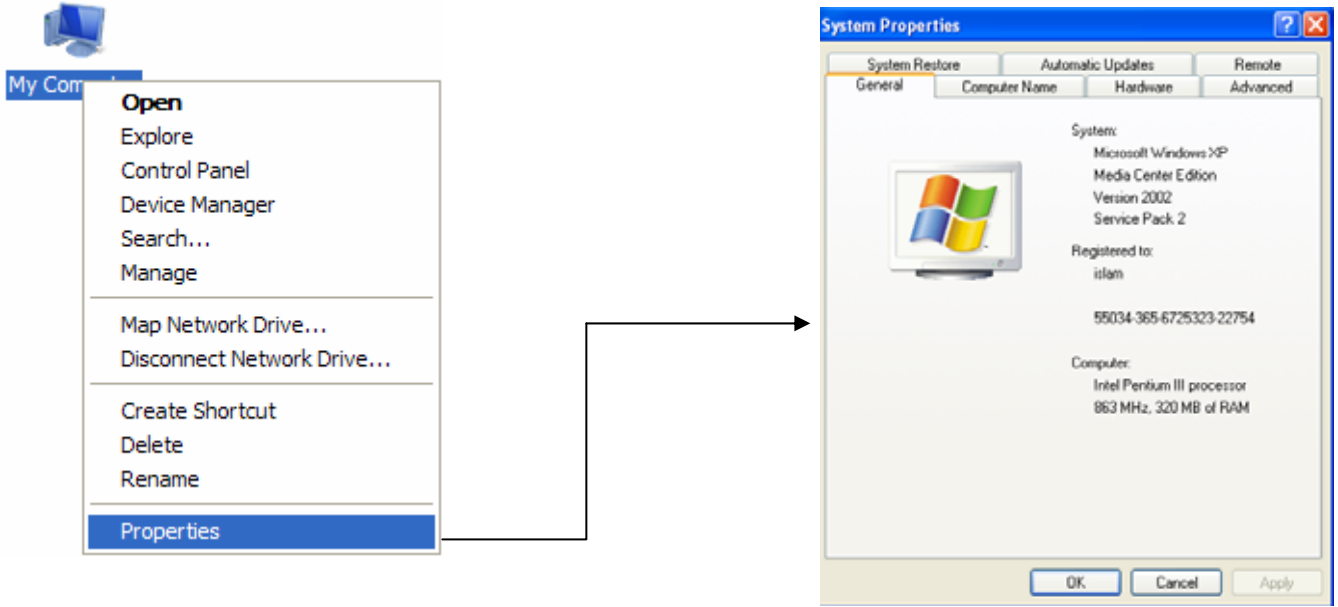 My Com
Open
Explore
Control Panel
Device Manager
Search...
Manage
Map Network Drive...
Disconnect Network Drive...
Create Shortcut
Delete
Rename
Properties
System Properties
System Restore Automatic Updates Remote
General Computer Name Hardware Advanced
System:
Microsoft Windows XP
Media Center Edition
Version 2002
Service Pack 2
Registered to:
islam
55034-365-6725323-22754
Computer:
Intel Pentium III processor
863 MHz, 320 MB of RAM
OK Cancel Apply